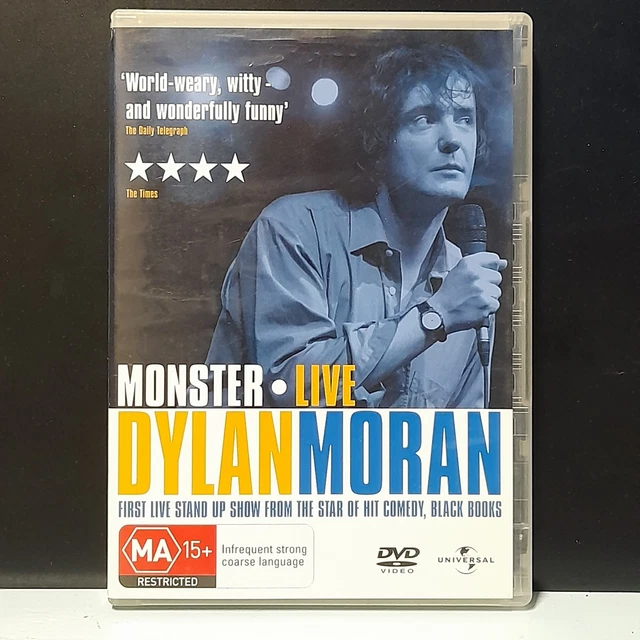 ‘World-weary, witty -
and wonderfully funny’
The Daily Telegraph
The Times
MONSTER • LIVE
DYLANMORAN
FIRST LIVE STAND UP SHOW FROM THE STAR OF HIT COMEDY, BLACK BOOKS
MA 15+
RESTRICTED
Infrequent strong
coarse language
DVD
VIDEO
UNIVERSAL